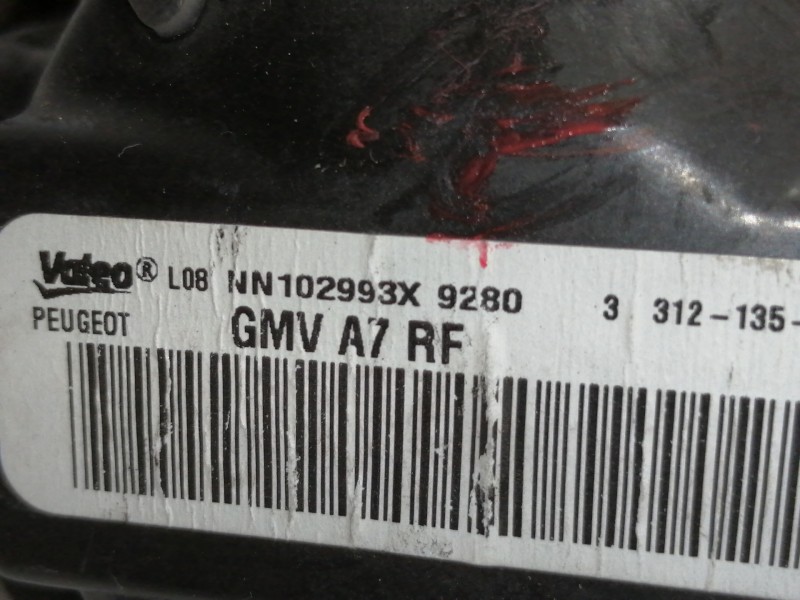 Valeo® L08 NN102993X 9280 3 312-135-
PEUGEOT GMV A7 RF